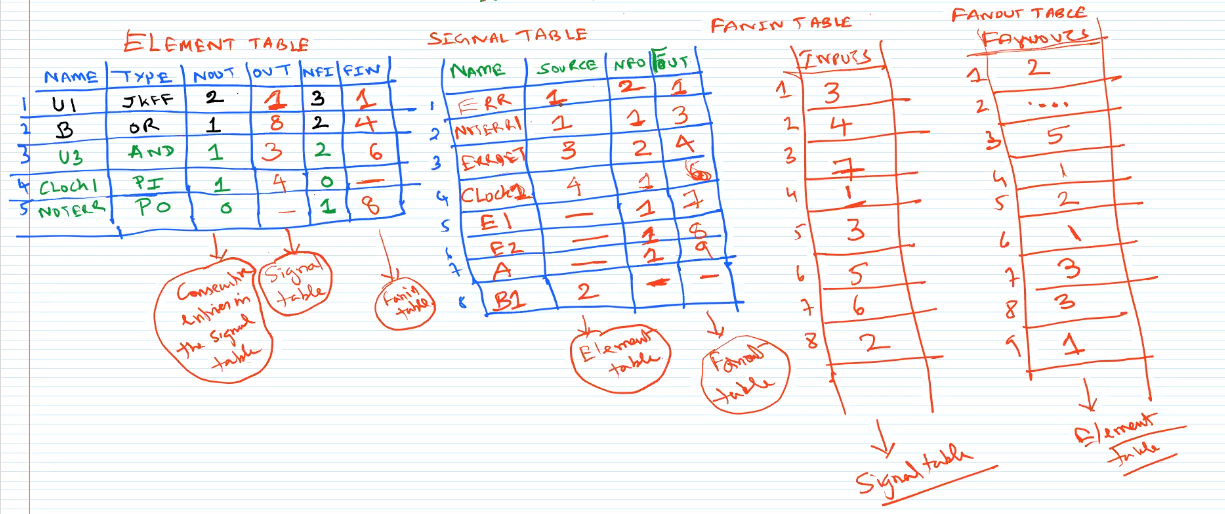 ELEMENT TABLE
NAME TYPE NOUT OUT NFI FIN
1 U1 JKFF 2 1 3 1
2 B OR 1 8 2 4
3 U3 AND 1 3 2 6
4 CLOCK1 PI 1 4 0 —
5 NOTERR PO 0 — 1 8
Consecutive
entries in
the signal
table
Signal
table
Fanin
table
SIGNAL TABLE
NAME SOURCE NFO FOUT
1 ERR 1 2 1
2 NOTERR1 1 1 3
3 ERRDET 3 2 4
4 CLOCK1 4 1 6
5 E1 — 1 7
6 E2 — 1 8
7 A — 1 9
8 B1 2 — —
Element
table
Fanout
table
FANIN TABLE
INPUTS
1 3
2 4
3 7
4 1
5 3
6 5
7 6
8 2
Signal table
FANOUT TABLE
FANOUTS
1 2
2 ....
3 5
4 1
5 2
6 1
7 3
8 3
9 1
Element
table